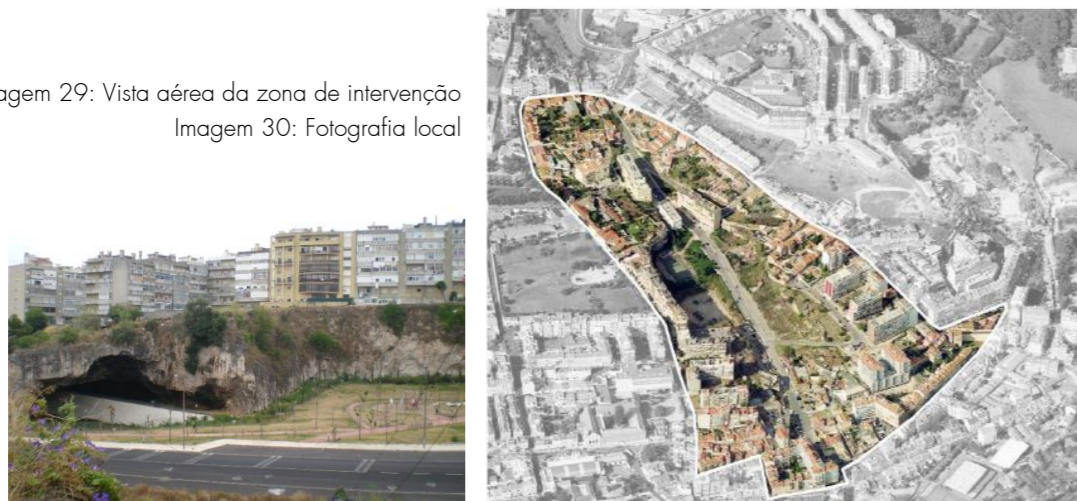 agem 29: Vista aérea da zona de intervenção
Imagem 30: Fotografia local